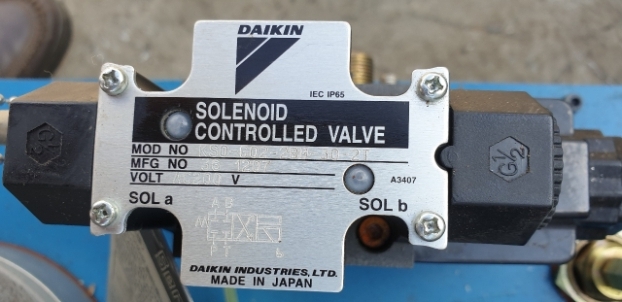 DAIKIN
IEC IP65
SOLENOID
CONTROLLED VALVE
MOD NO
MFG NO
VOLT 200 V
A3407
SOL a
SOL b
A B
P T
DAIKIN INDUSTRIES, LTD.
MADE IN JAPAN